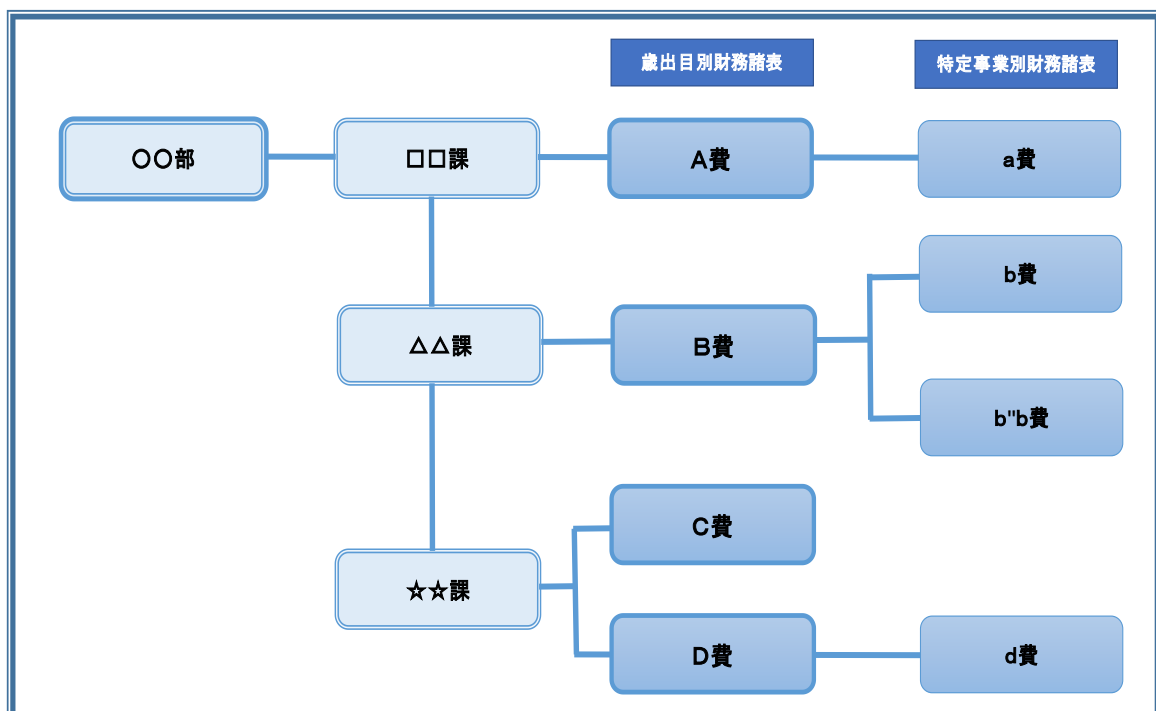 歳出目別財務諸表
特定事業別財務諸表
〇〇部
□□課
A費
a費
b費
△△課
B費
b"b費
C費
☆☆課
D費
d費